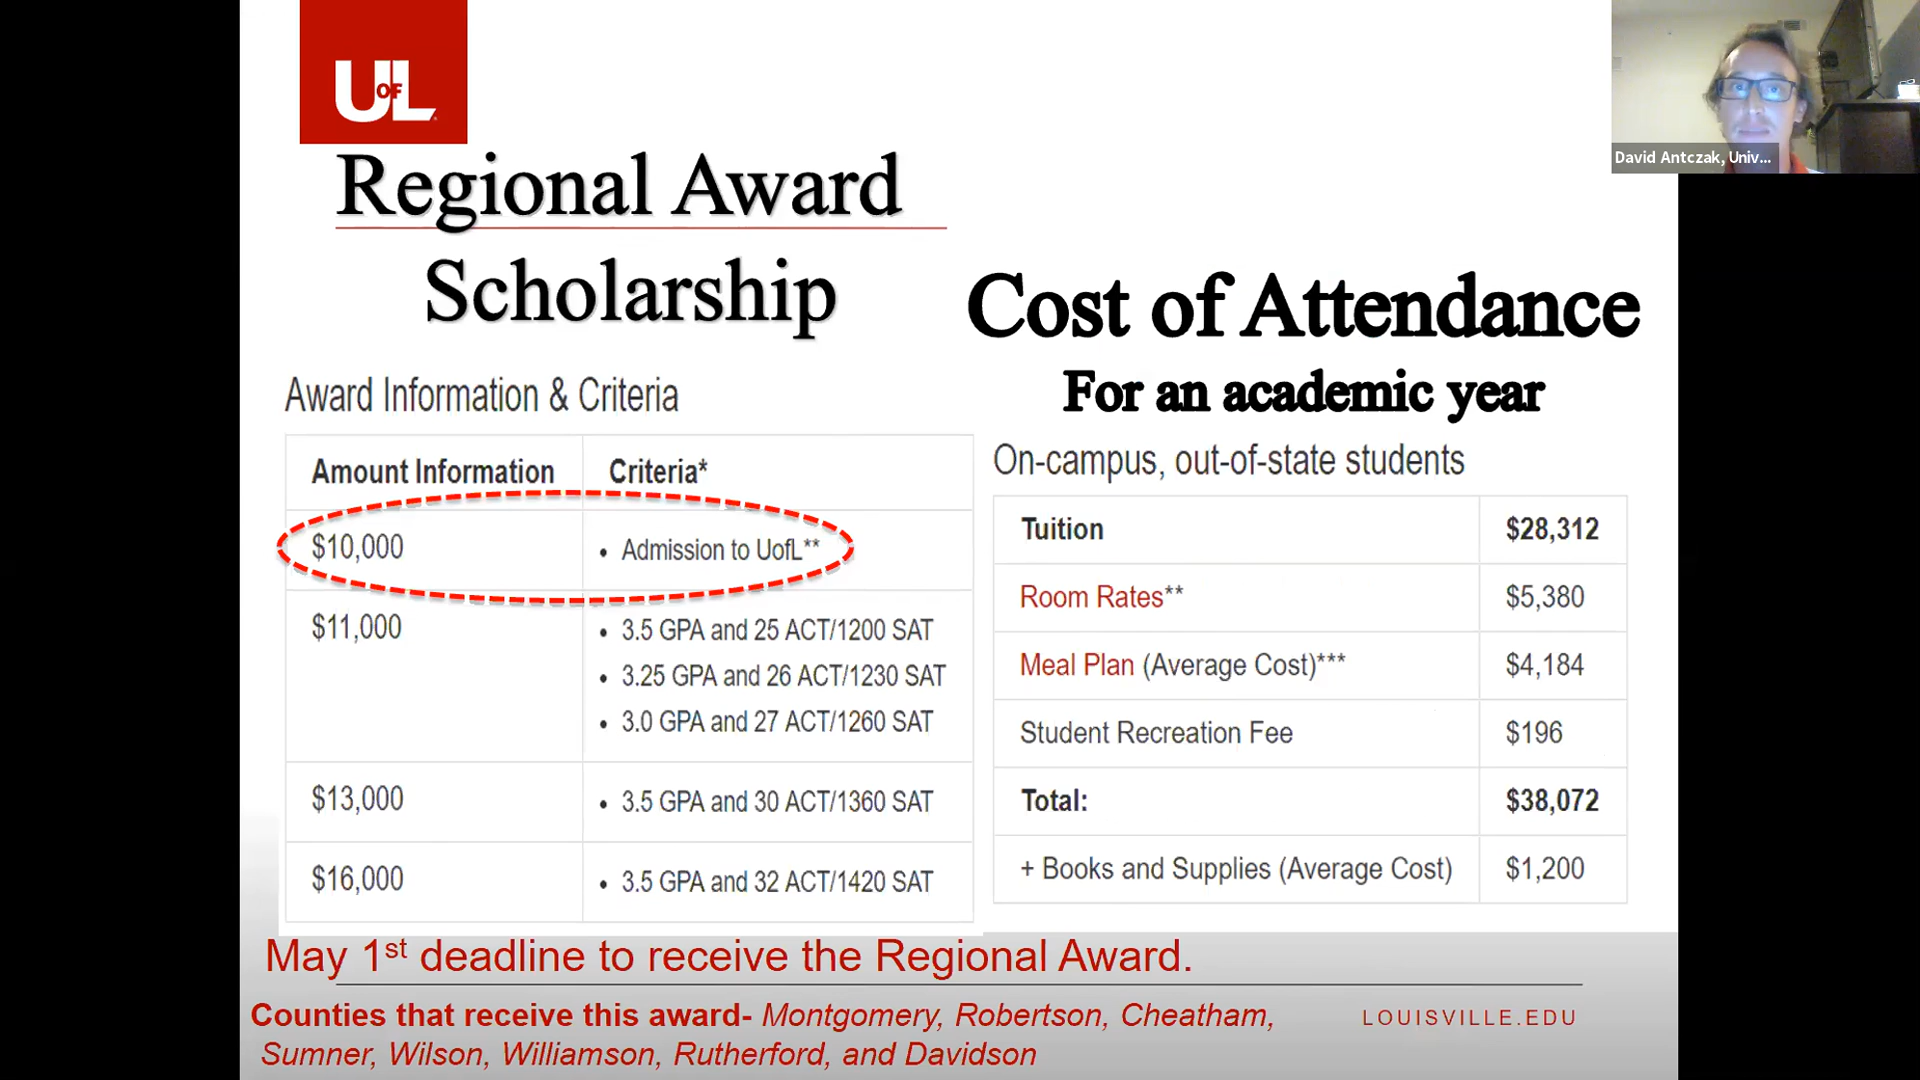 UofL
Regional Award
Scholarship
Cost of Attendance
For an academic year
Award Information & Criteria
Amount Information Criteria*
$10,000 • Admission to UofL**
$11,000 • 3.5 GPA and 25 ACT/1200 SAT
• 3.25 GPA and 26 ACT/1230 SAT
• 3.0 GPA and 27 ACT/1260 SAT
$13,000 • 3.5 GPA and 30 ACT/1360 SAT
$16,000 • 3.5 GPA and 32 ACT/1420 SAT
On-campus, out-of-state students
Tuition $28,312
Room Rates** $5,380
Meal Plan (Average Cost)*** $4,184
Student Recreation Fee $196
Total: $38,072
+ Books and Supplies (Average Cost) $1,200
May 1st deadline to receive the Regional Award.
Counties that receive this award- Montgomery, Robertson, Cheatham,
Sumner, Wilson, Williamson, Rutherford, and Davidson
LOUISVILLE.EDU
David Antczak, Univ...